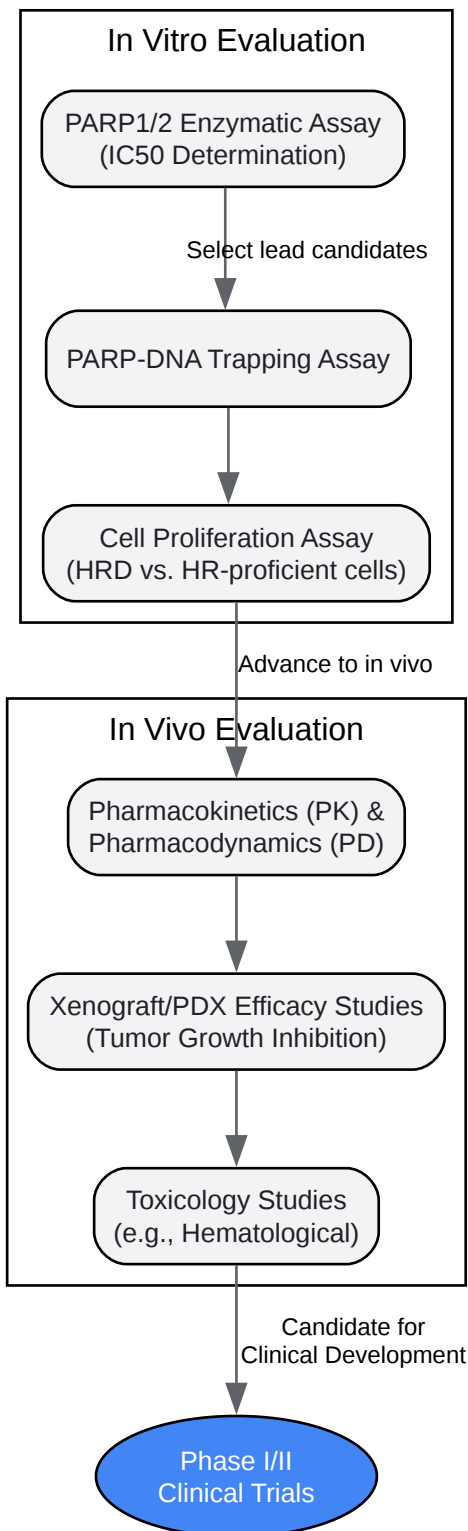 In Vitro Evaluation
PARP1/2 Enzymatic Assay
(IC50 Determination)
Select lead candidates
PARP-DNA Trapping Assay
Cell Proliferation Assay
(HRD vs. HR-proficient cells)
Advance to in vivo
In Vivo Evaluation
Pharmacokinetics (PK) &
Pharmacodynamics (PD)
Xenograft/PDX Efficacy Studies
(Tumor Growth Inhibition)
Toxicology Studies
(e.g., Hematological)
Candidate for
Clinical Development
Phase I/II
Clinical Trials